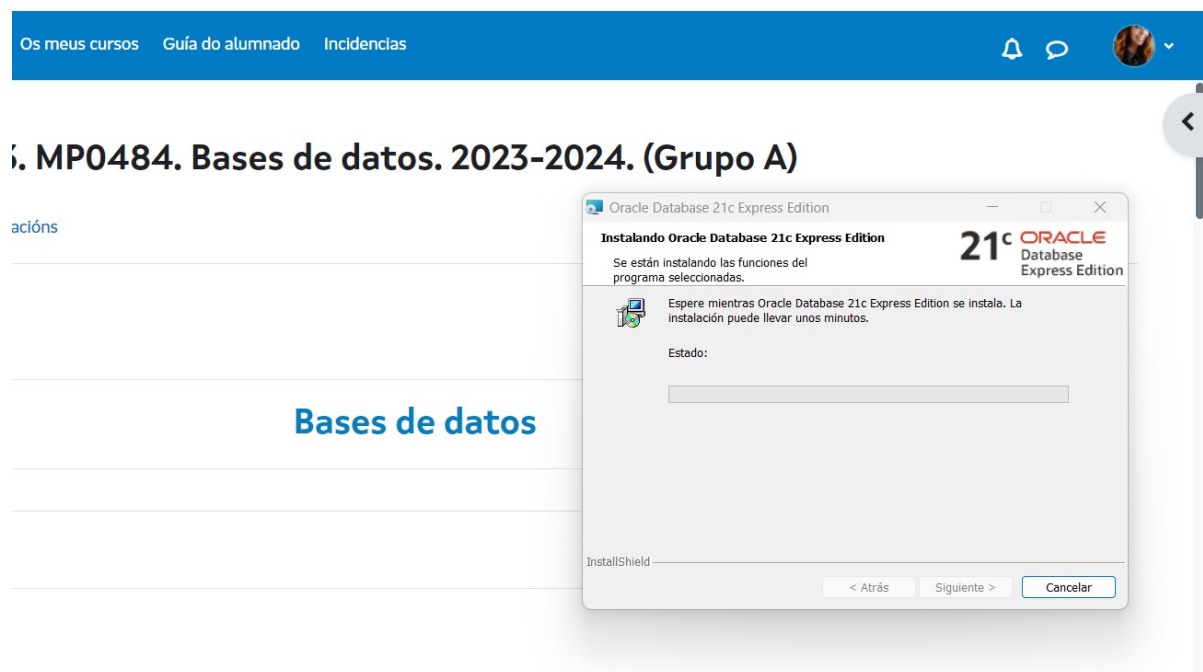 Os meus cursos Guía do alumnado Incidencias
. MP0484. Bases de datos. 2023-2024. (Grupo A)
acións
Bases de datos
Oracle Database 21c Express Edition
Instalando Oracle Database 21c Express Edition
Se están instalando las funciones del
programa seleccionadas.
21c ORACLE
Database
Express Edition
Espere mientras Oracle Database 21c Express Edition se instala. La
instalación puede llevar unos minutos.
Estado:
InstallShield
< Atrás Siguiente > Cancelar